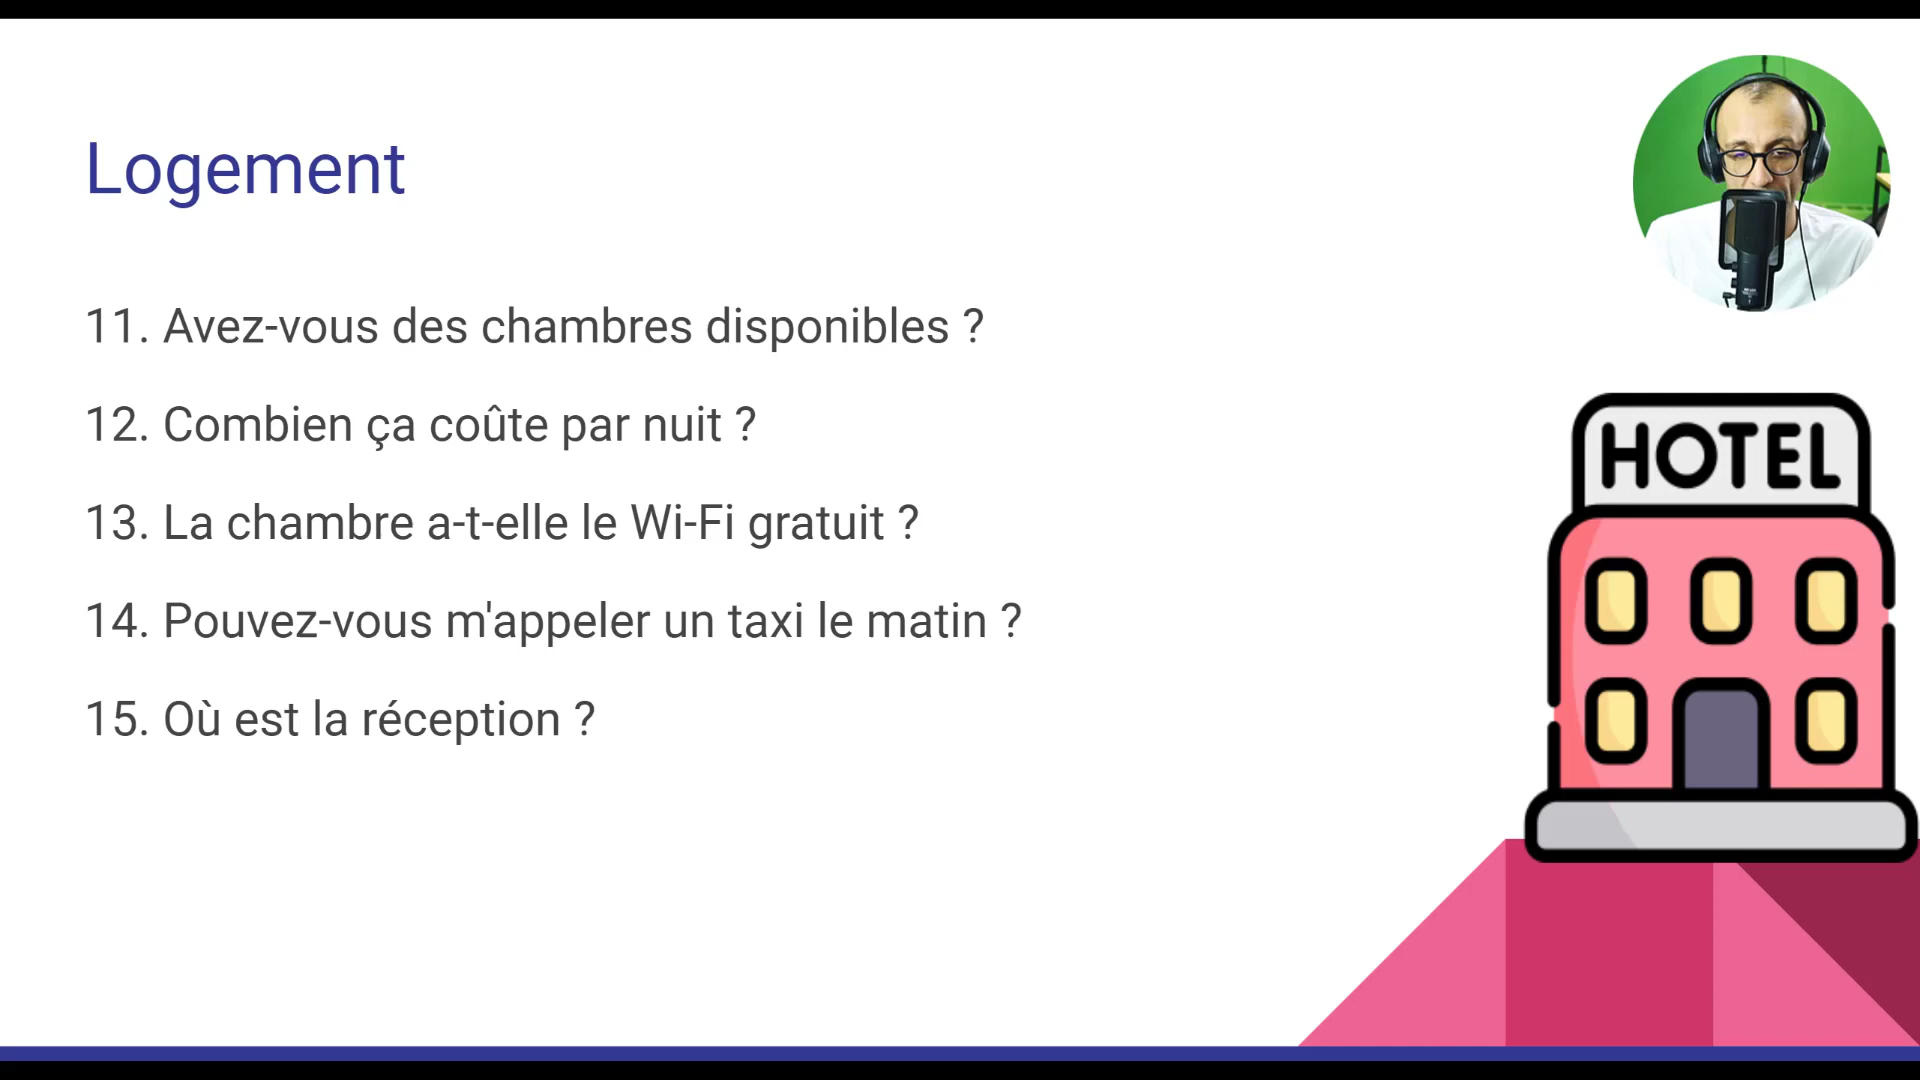 Logement
11. Avez-vous des chambres disponibles ?
12. Combien ça coûte par nuit ?
13. La chambre a-t-elle le Wi-Fi gratuit ?
14. Pouvez-vous m'appeler un taxi le matin ?
15. Où est la réception ?
HOTEL